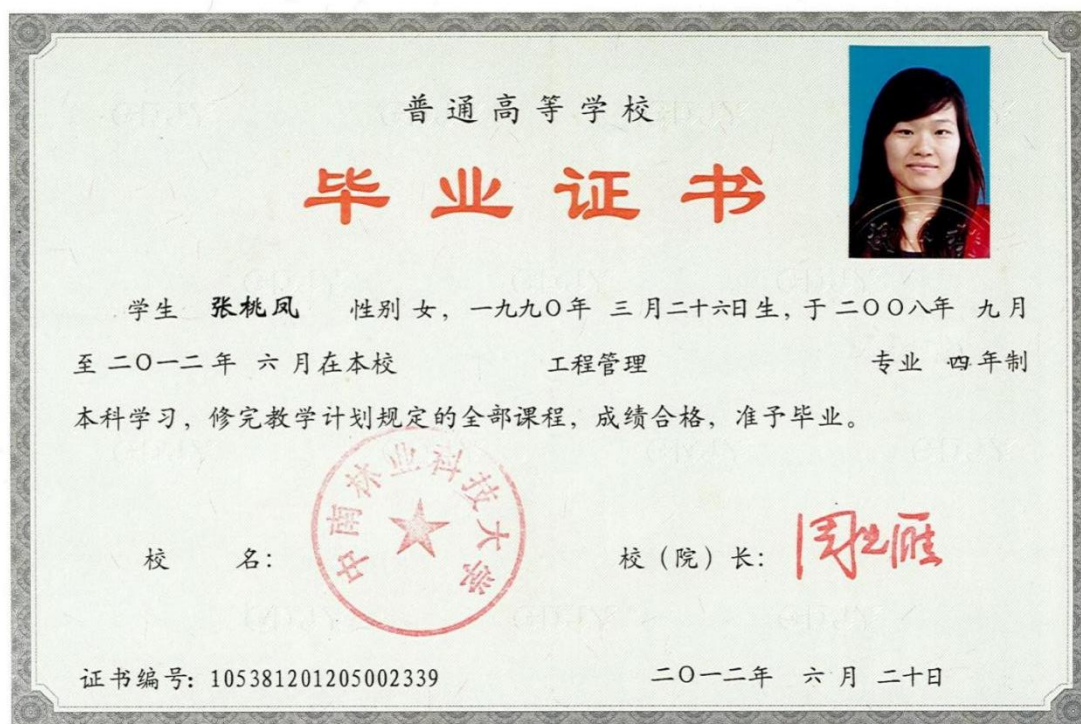 普通高等学校
毕业证书
学生 张桃凤 性别 女，一九九〇年 三月二十六日生，于二〇〇八年 九月
至二〇一二年 六月在本校 工程管理 专业 四年制
本科学习，修完教学计划规定的全部课程，成绩合格，准予毕业。
中南林业科技大学
校 名： 校（院）长：
证书编号：105381201205002339 二〇一二年 六月 二十日